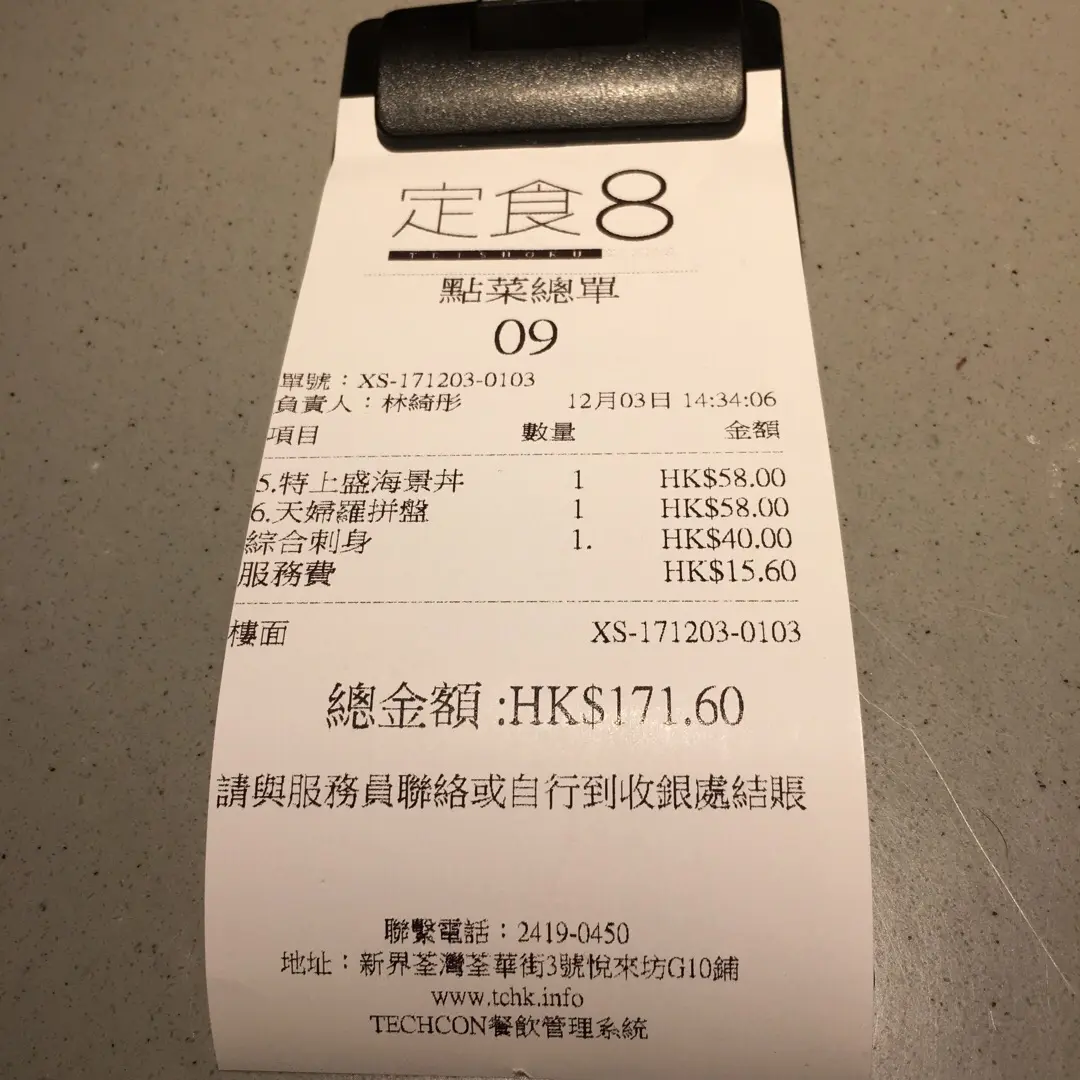 定食8
TEISHOKU
點菜總單
09
單號：XS-171203-0103
負責人：林綺彤 12月03日 14:34:06
項目 數量 金額
5.特上盛海景丼 1 HK$58.00
6.天婦羅拼盤 1 HK$58.00
綜合刺身 1. HK$40.00
服務費 HK$15.60
樓面 XS-171203-0103
總金額 :HK$171.60
請與服務員聯絡或自行到收銀處結賬
聯繫電話：2419-0450
地址：新界荃灣荃華街3號悅來坊G10鋪
www.tchk.info
TECHCON餐飲管理系統